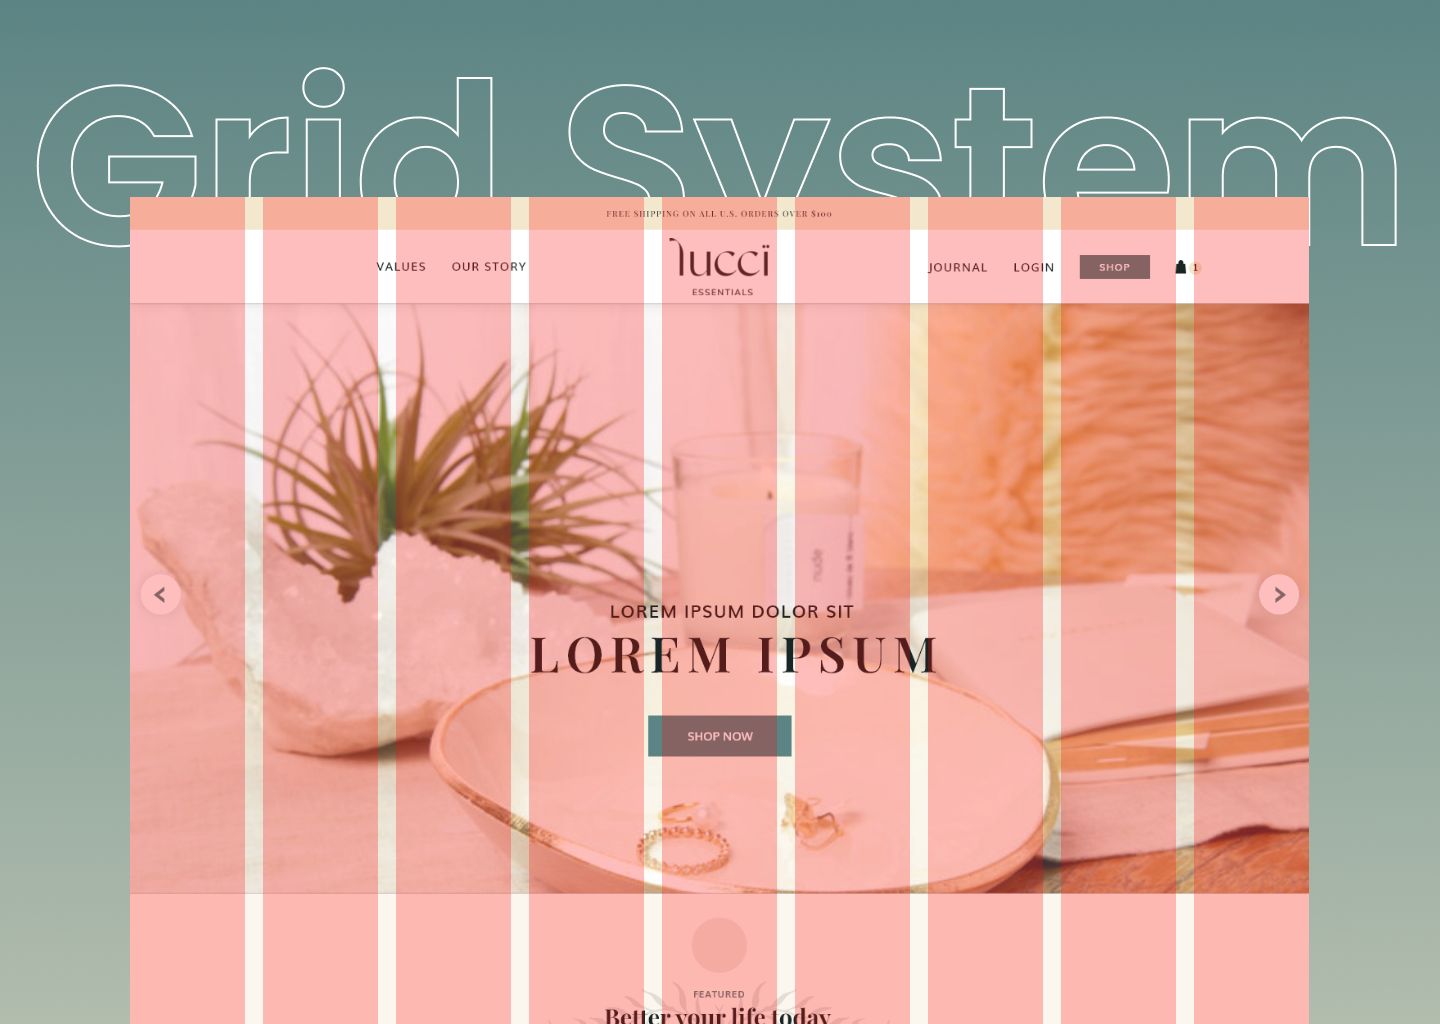 Grid System
FREE SHIPPING ON ALL U.S. ORDERS OVER $100
VALUES OUR STORY
lucci
ESSENTIALS
JOURNAL LOGIN SHOP 1
nude
LOREM IPSUM DOLOR SIT
LOREM IPSUM
SHOP NOW
FEATURED
Better your life today